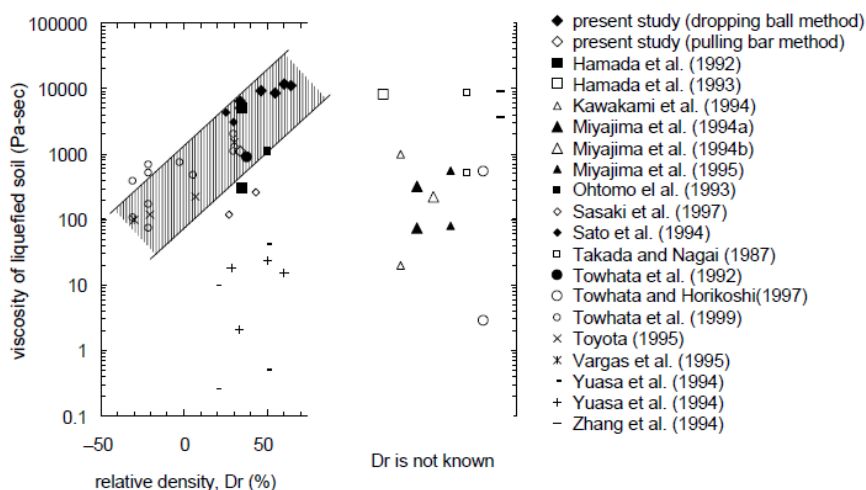 100000
10000
1000
100
10
1
0.1
viscosity of liquefied soil (Pa-sec)
–50
0
50
relative density, Dr (%)
Dr is not known
present study (dropping ball method)
present study (pulling bar method)
Hamada et al. (1992)
Hamada et al. (1993)
Kawakami et al. (1994)
Miyajima et al. (1994a)
Miyajima et al. (1994b)
Miyajima et al. (1995)
Ohtomo el al. (1993)
Sasaki et al. (1997)
Sato et al. (1994)
Takada and Nagai (1987)
Towhata et al. (1992)
Towhata and Horikoshi(1997)
Towhata et al. (1999)
Toyota (1995)
Vargas et al. (1995)
Yuasa et al. (1994)
Yuasa et al. (1994)
Zhang et al. (1994)